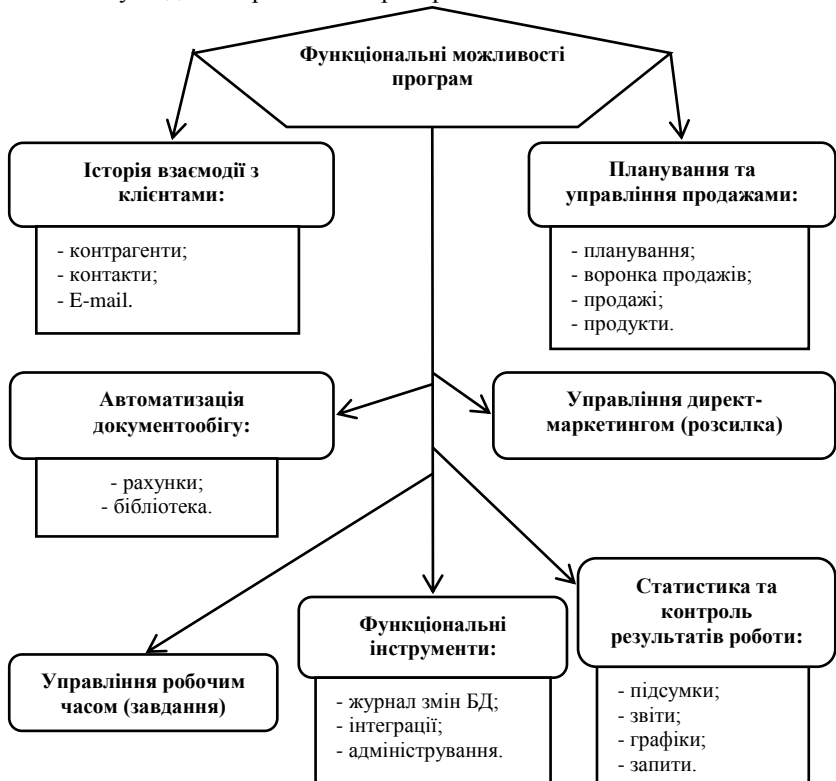 Функціональні можливості
програм
Історія взаємодії з
клієнтами:
- контрагенти;
- контакти;
- E-mail.
Планування та
управління продажами:
- планування;
- воронка продажів;
- продажі;
- продукти.
Автоматизація
документообігу:
- рахунки;
- бібліотека.
Управління директ-
маркетингом (розсилка)
Управління робочим
часом (завдання)
Функціональні
інструменти:
- журнал змін БД;
- інтеграції;
- адміністрування.
Статистика та
контроль
результатів роботи:
- підсумки;
- звіти;
- графіки;
- запити.